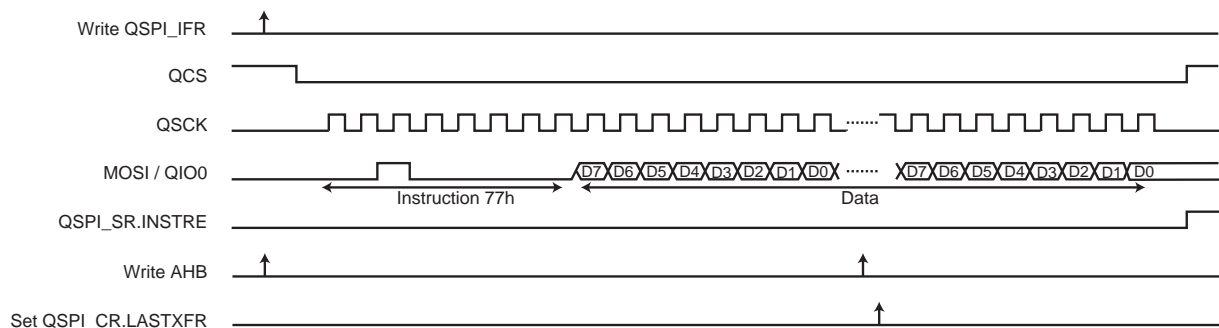 Write QSPI_IFR
QCS
QSCK
MOSI / QIO0
D7 D6 D5 D4 D3 D2 D1 D0 D7 D6 D5 D4 D3 D2 D1 D0
Instruction 77h Data
QSPI_SR.INSTRE
Write AHB
Set QSPI_CR.LASTXFR